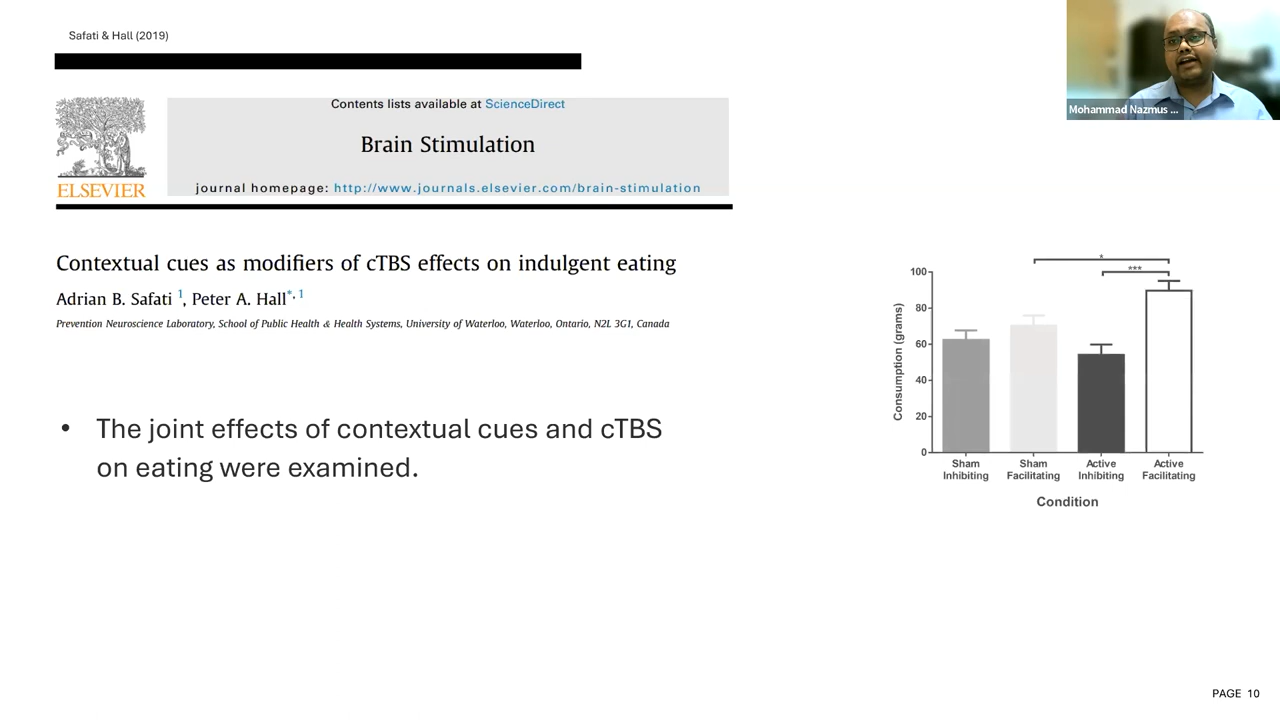 Safati & Hall (2019)
Mohammad Nazmus ...
Contents lists available at ScienceDirect
Brain Stimulation
journal homepage: http://www.journals.elsevier.com/brain-stimulation
ELSEVIER
Contextual cues as modifiers of cTBS effects on indulgent eating
Adrian B. Safati 1, Peter A. Hall*, 1
Prevention Neuroscience Laboratory, School of Public Health & Health Systems, University of Waterloo, Waterloo, Ontario, N2L 3G1, Canada
• The joint effects of contextual cues and cTBS
on eating were examined.
*
***
100
80
60
40
20
0
Consumption (grams)
Sham
Inhibiting
Sham
Facilitating
Active
Inhibiting
Active
Facilitating
Condition
PAGE 10